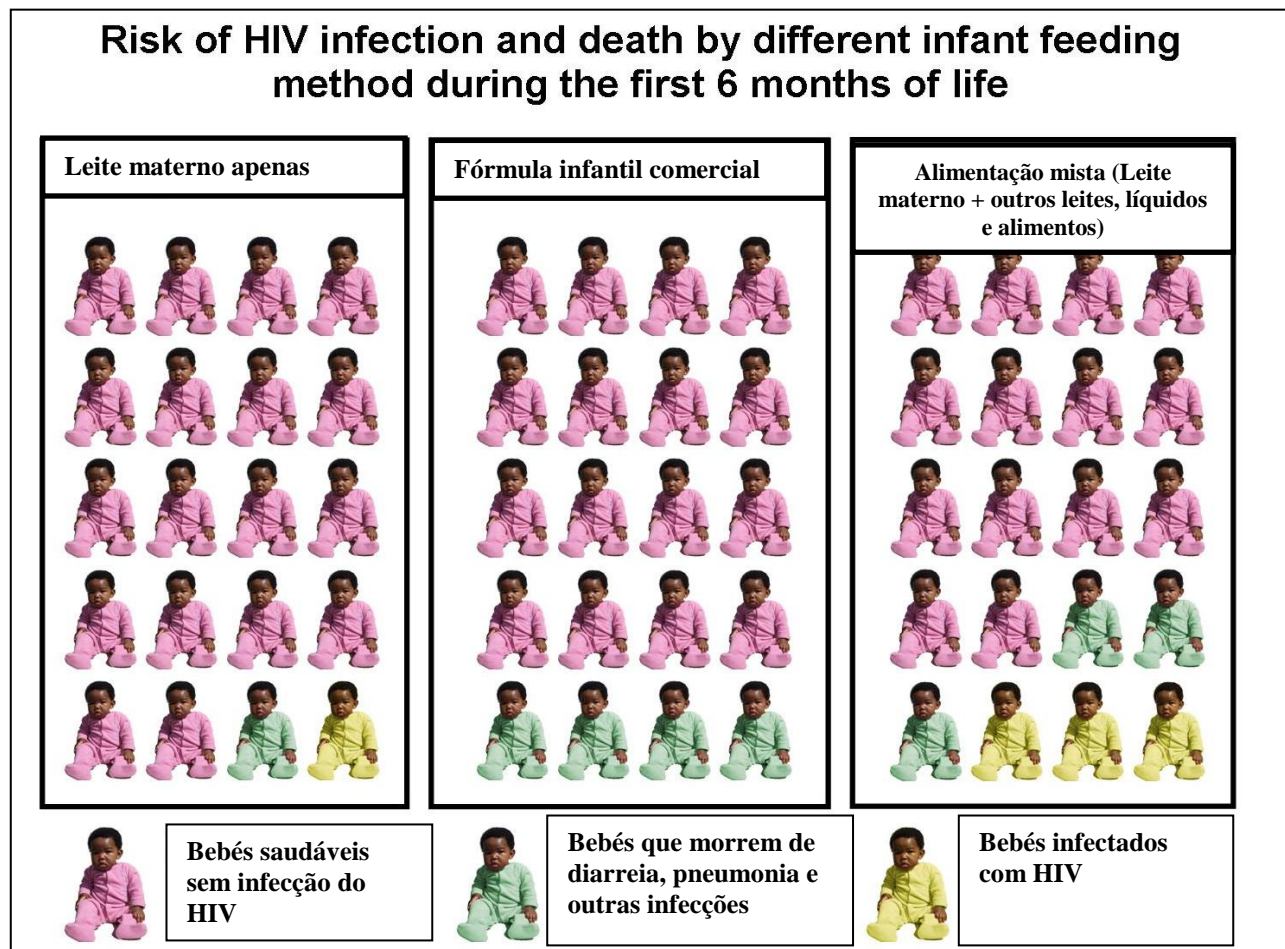 Risk of HIV infection and death by different infant feeding
method during the first 6 months of life
Leite materno apenas
Fórmula infantil comercial
Alimentação mista (Leite
materno + outros leites, líquidos
e alimentos)
Bebés saudáveis
sem infecção do
HIV
Bebés que morrem de
diarreia, pneumonia e
outras infecções
Bebés infectados
com HIV